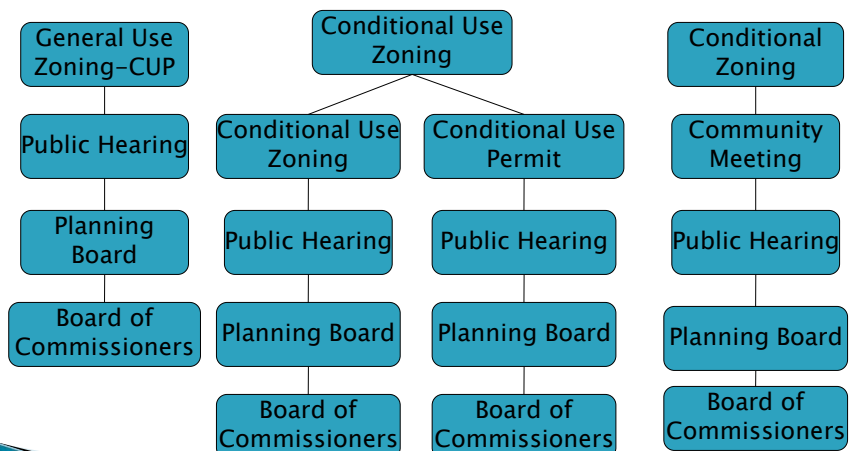 General Use
Zoning-CUP
Public Hearing
Planning
Board
Board of
Commissioners
Conditional Use
Zoning
Conditional Use
Zoning
Public Hearing
Planning Board
Board of
Commissioners
Conditional Use
Permit
Public Hearing
Planning Board
Board of
Commissioners
Conditional
Zoning
Community
Meeting
Public Hearing
Planning Board
Board of
Commissioners